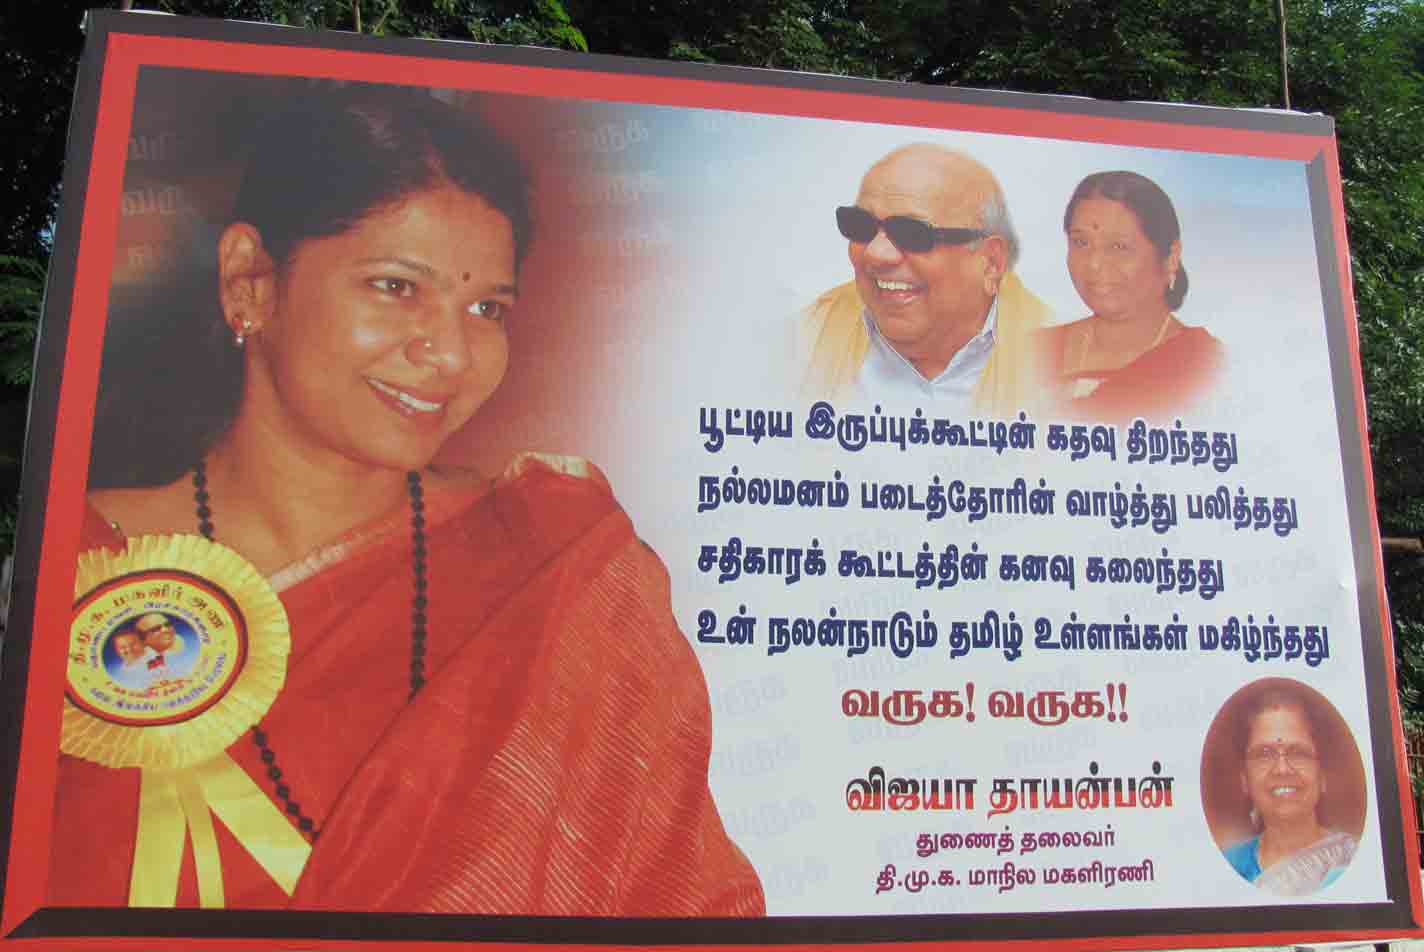 பூட்டிய இருப்புக்கூட்டின் கதவு திறந்தது
நல்லமனம் படைத்தோரின் வாழ்த்து பலித்தது
சதிகாரக் கூட்டத்தின் கனவு கலைந்தது
உன் நலன்நாடும் தமிழ் உள்ளங்கள் மகிழ்ந்தது
வருக! வருக!!
விஜயா தாயன்பன்
துணைத் தலைவர்
தி.மு.க. மாநில மகளிரணி
தி.மு.க. மகளிர் அணி